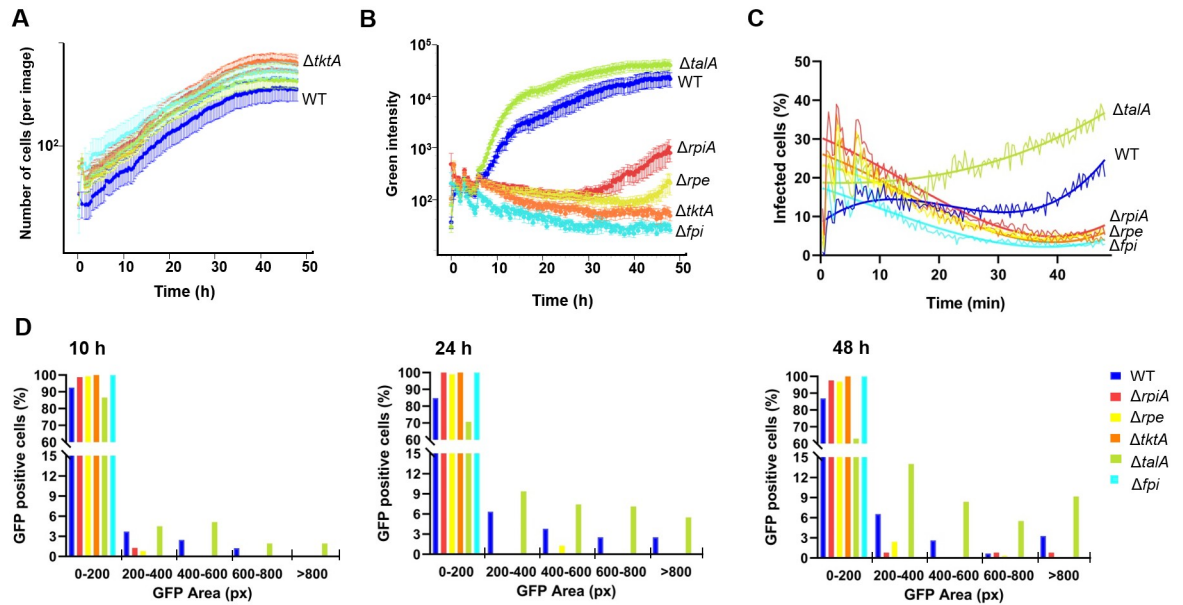 A
Number of cells (per image)
10²
ΔtktA
WT
0 10 20 30 40 50
Time (h)
B
Green intensity
10⁵
10⁴
10³
10²
ΔtalA
WT
ΔrpiA
Δrpe
ΔtktA
Δfpi
0 10 20 30 40 50
Time (h)
C
Infected cells (%)
50
40
30
20
10
0
ΔtalA
WT
ΔrpiA
Δrpe
Δfpi
0 10 20 30 40
Time (min)
D
10 h
GFP positive cells (%)
100
90
80
70
60
15
12
9
6
3
0
0-200 200-400 400-600 600-800 >800
GFP Area (px)
24 h
GFP positive cells (%)
100
90
80
70
60
15
12
9
6
3
0
0-200 200-400 400-600 600-800 >800
GFP Area (px)
48 h
GFP positive cells (%)
100
90
80
70
60
15
12
9
6
3
0
0-200 200-400 400-600 600-800 >800
GFP Area (px)
WT
ΔrpiA
Δrpe
ΔtktA
ΔtalA
Δfpi